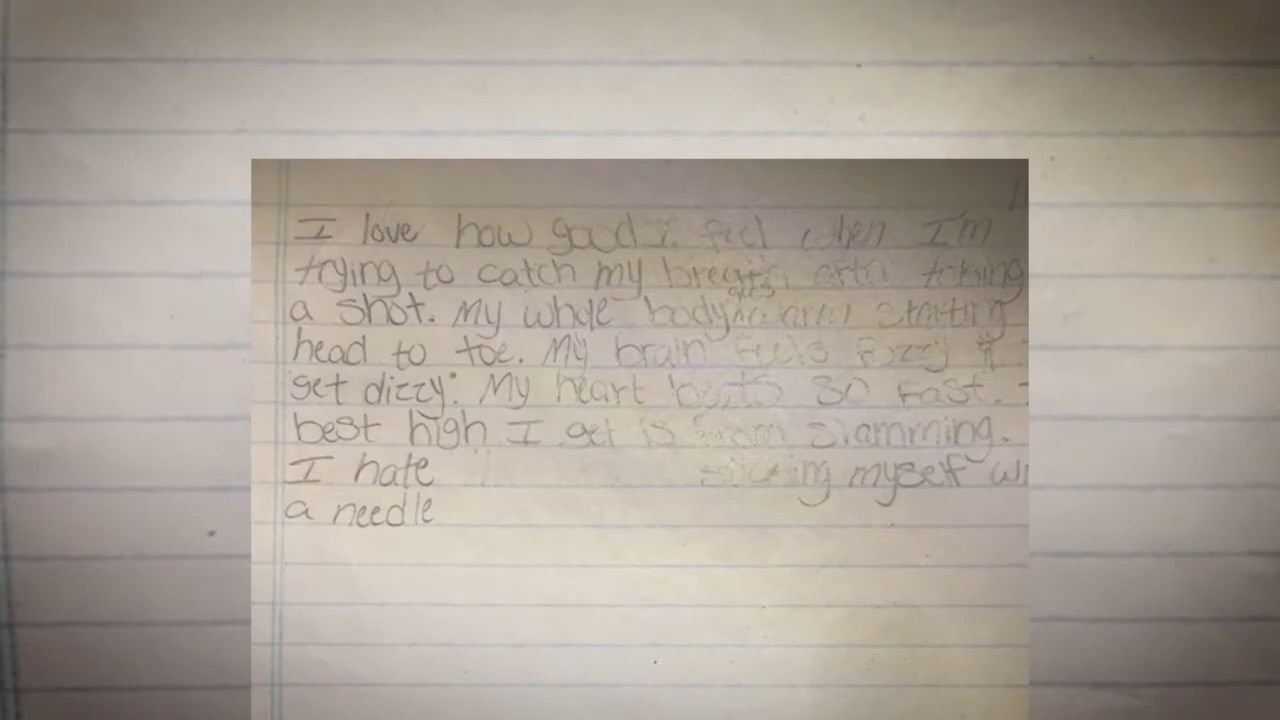 I love how good I feel when I'm
trying to catch my breath after taking
a shot. My whole body gets warm starting
head to toe. My brain feels fuzzy &
get dizzy. My heart beats so fast.
best high I get is from slamming.
I hate sticking myself
a needle